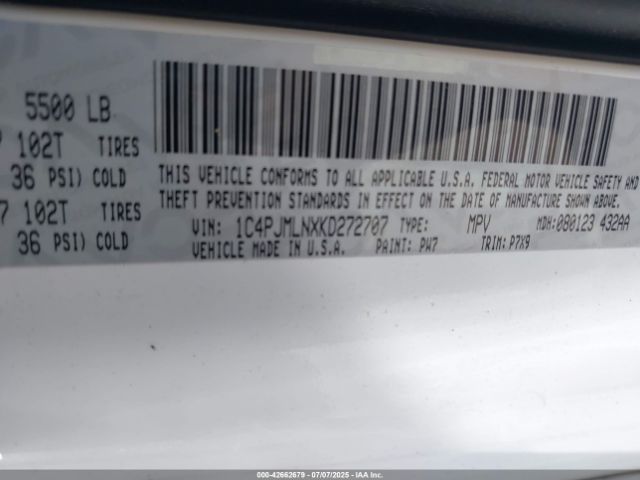 5500 LB
102T TIRES
36 PSI) COLD
7 102T TIRES
36 PSI) COLD
THIS VEHICLE CONFORMS TO ALL APPLICABLE U.S.A. FEDERAL MOTOR VEHICLE SAFETY AND
THEFT PREVENTION STANDARDS IN EFFECT ON THE DATE OF MANUFACTURE SHOWN ABOVE.
VIN: 1C4PJMLNXKD272707 TYPE: MPV MDH:080123 432AA
VEHICLE MADE IN U.S.A. PAINT: PW7 TRIM: P7X9
000-42662679 | 07/07/2025 | IAA Inc.